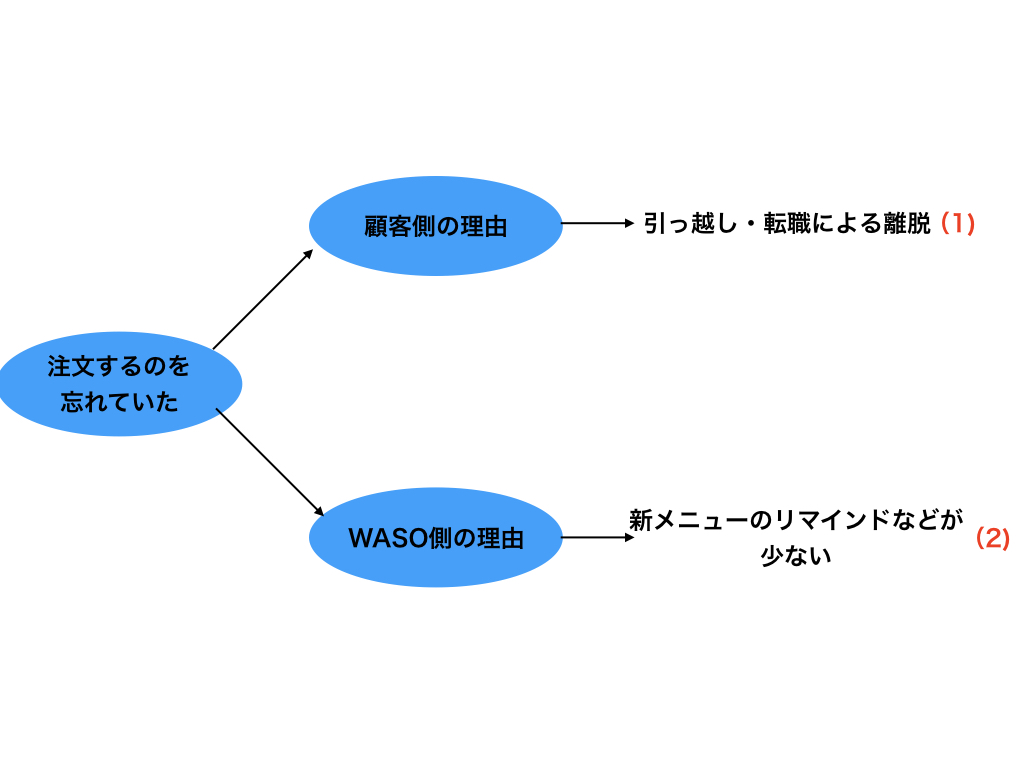 顧客側の理由
引っ越し・転職による離脱 (1)
注文するのを
忘れていた
WASO側の理由
新メニューのリマインドなどが
少ない
(2)